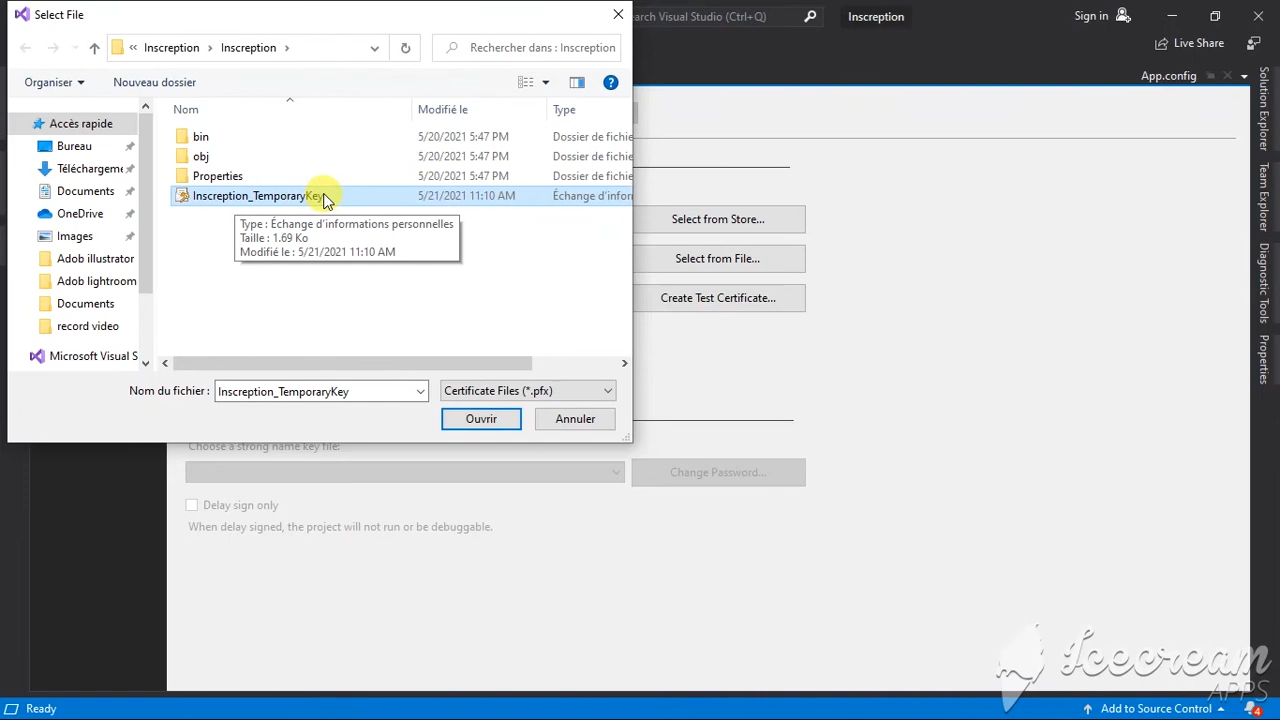 Select File
earch Visual Studio (Ctrl+Q)
Inscreption
Sign in
« Inscreption > Inscreption >
Rechercher dans : Inscreption
Live Share
Organiser
Nouveau dossier
App.config
Nom
Modifié le
Type
Accès rapide
Bureau
Téléchargeme
Documents
OneDrive
Images
Adob illustrator
Adob lightroom
Documents
record video
Microsoft Visual S
bin 5/20/2021 5:47 PM Dossier de fichie
obj 5/20/2021 5:47 PM Dossier de fichie
Properties 5/20/2021 5:47 PM Dossier de fichie
Inscreption_TemporaryKey 5/21/2021 11:10 AM Échange d'infor
Type : Échange d'informations personnelles
Taille : 1.69 Ko
Modifié le : 5/21/2021 11:10 AM
Nom du fichier : Inscreption_TemporaryKey
Certificate Files (*.pfx)
Ouvrir
Annuler
Select from Store...
Select from File...
Create Test Certificate...
Choose a strong name key file:
Change Password...
Delay sign only
When delay signed, the project will not run or be debuggable.
Solution Explorer
Team Explorer
Diagnostic Tools
Properties
Icecream
APPS
Ready
Add to Source Control
4